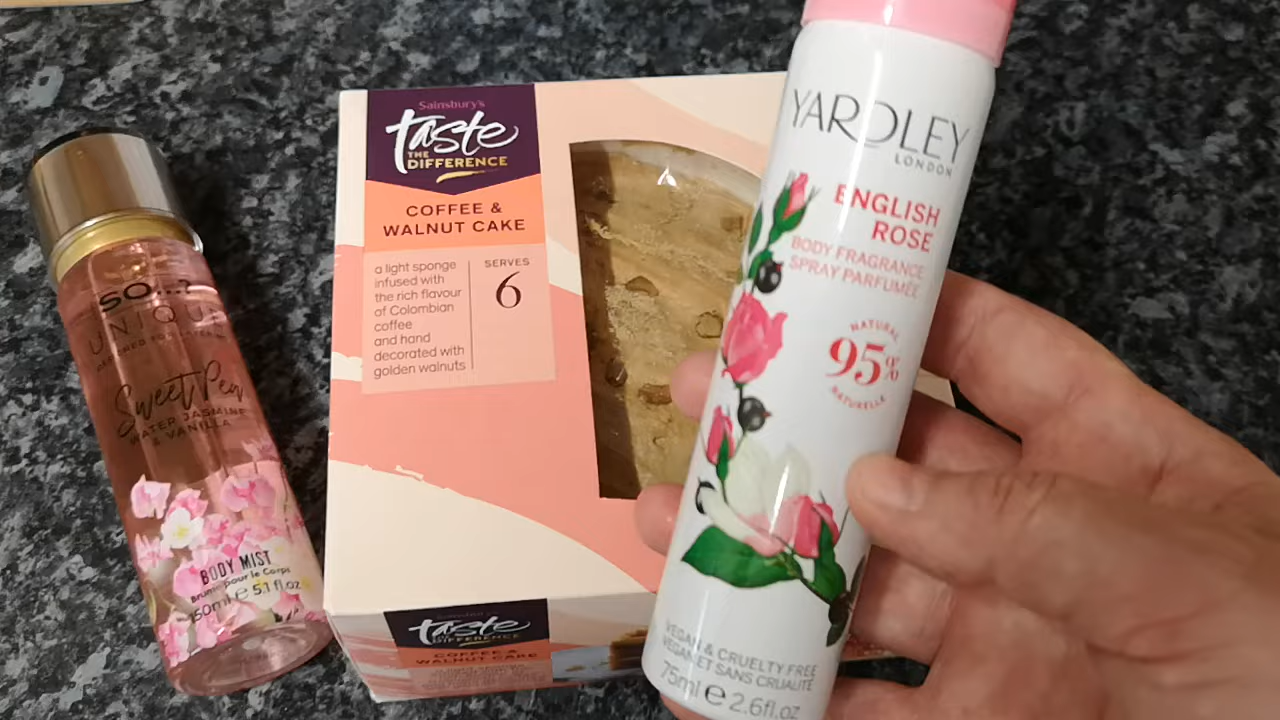 SO...?
UNIQUE
Sweet Pea
WATER JASMINE
& VANILLA
BODY MIST
Brume pour le Corps
150ml e 5.1 fl.oz
Sainsbury's
taste
THE
DIFFERENCE
COFFEE &
WALNUT CAKE
a light sponge
infused with
the rich flavour
of Colombian
coffee
and hand
decorated with
golden walnuts
SERVES
6
taste
THE DIFFERENCE
COFFEE &
WALNUT CAKE
YARDLEY
LONDON
ENGLISH
ROSE
BODY FRAGRANCE
SPRAY PARFUMÉE
NATURAL
95%
NATURELLE
VEGAN & CRUELTY FREE
VEGAN ET SANS CRUAUTÉ
75ml e 2.6fl.oz